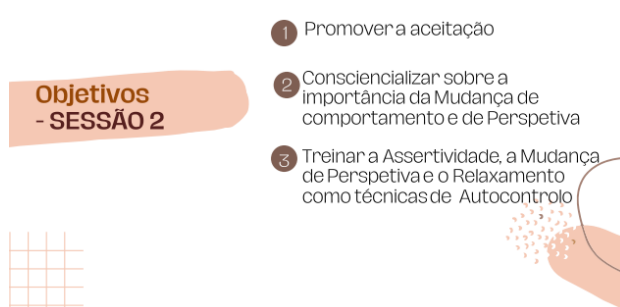 Objetivos
- SESSÃO 2
1 Promover a aceitação
2 Consciencializar sobre a
importância da Mudança de
comportamento e de Perspetiva
3 Treinar a Assertividade, a Mudança
de Perspetiva e o Relaxamento
como técnicas de Autocontrolo